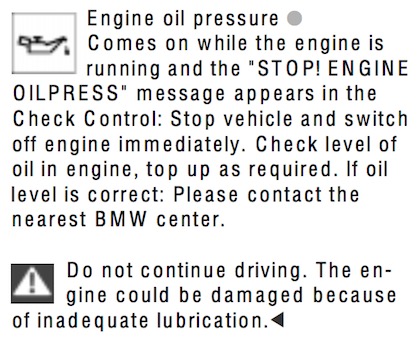 Engine oil pressure
Comes on while the engine is
running and the "STOP! ENGINE
OILPRESS" message appears in the
Check Control: Stop vehicle and switch
off engine immediately. Check level of
oil in engine, top up as required. If oil
level is correct: Please contact the
nearest BMW center.
Do not continue driving. The en-
gine could be damaged because
of inadequate lubrication.◀